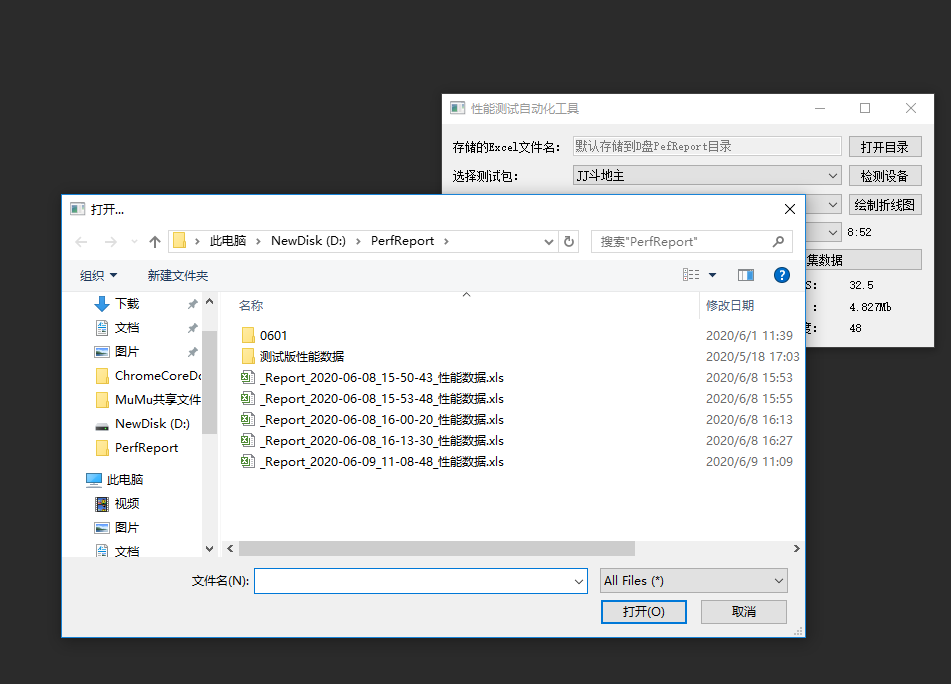 性能测试自动化工具
存储的Excel文件名: 默认存储到D盘PefReport目录 打开目录
选择测试包: JJ斗地主 检测设备
绘制折线图
8:52
集数据
S: 32.5
: 4.827Mb
度: 48
打开...
此电脑 NewDisk (D:) PerfReport 搜索"PerfReport"
组织 新建文件夹
名称 修改日期
下载
文档
图片
ChromeCoreDo
MuMu共享文件
NewDisk (D:)
PerfReport
此电脑
视频
图片
文档
0601 2020/6/1 11:39
测试版性能数据 2020/5/18 17:03
_Report_2020-06-08_15-50-43_性能数据.xls 2020/6/8 15:53
_Report_2020-06-08_15-53-48_性能数据.xls 2020/6/8 15:55
_Report_2020-06-08_16-00-20_性能数据.xls 2020/6/8 16:13
_Report_2020-06-08_16-13-30_性能数据.xls 2020/6/8 16:27
_Report_2020-06-09_11-08-48_性能数据.xls 2020/6/9 11:09
文件名(N): All Files (*)
打开(O) 取消